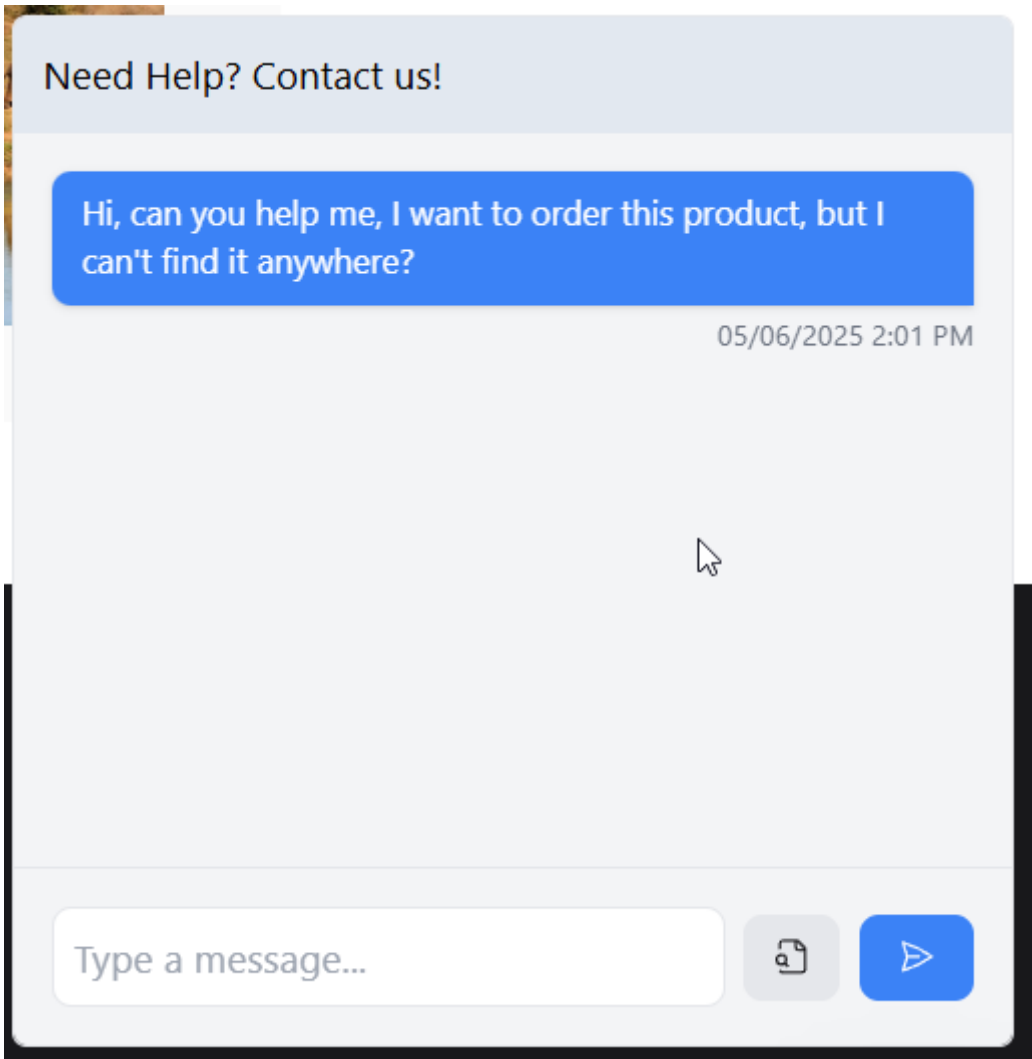 Need Help? Contact us!
Hi, can you help me, I want to order this product, but I
can't find it anywhere?
05/06/2025 2:01 PM
Type a message...